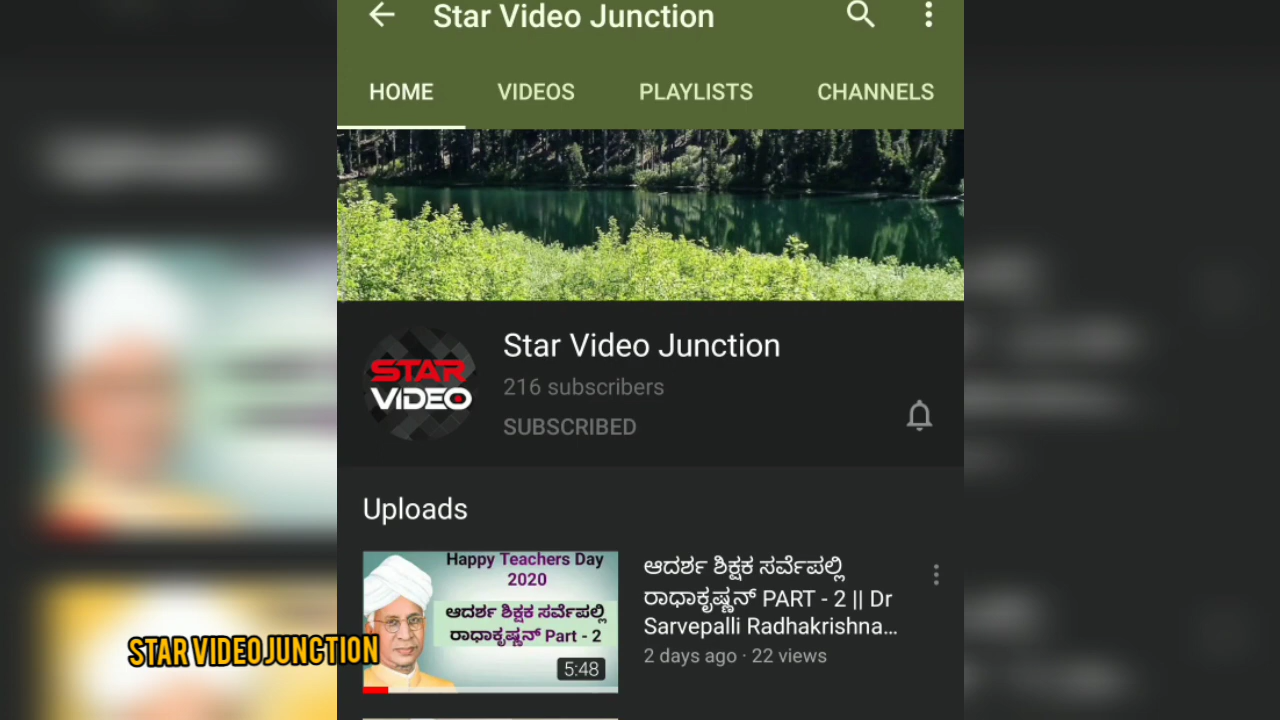 Star Video Junction
HOME VIDEOS PLAYLISTS CHANNELS
STAR
VIDEO
Star Video Junction
216 subscribers
SUBSCRIBED
Uploads
Happy Teachers Day
2020
ಆದರ್ಶ ಶಿಕ್ಷಕ ಸರ್ವೆಪಲ್ಲಿ
ರಾಧಾಕೃಷ್ಣನ್ Part - 2
5:48
ಆದರ್ಶ ಶಿಕ್ಷಕ ಸರ್ವೆಪಲ್ಲಿ
ರಾಧಾಕೃಷ್ಣನ್ PART - 2 || Dr
Sarvepalli Radhakrishna...
2 days ago · 22 views
STAR VIDEO JUNCTION